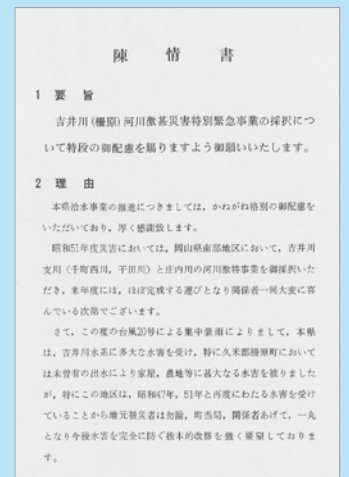 陳情書
1 要旨
吉井川(柵原)河川激甚災害特別緊急事業の採択につ
いて特段の御配慮を賜りますよう御願いいたします。
2 理由
本県治水事業の推進につきましては,かねがね格別の御配慮を
いただいており,厚く感謝致します。
昭和51年度災害においては,岡山県南部地区において,吉井川
支川(千町西川,干田川)と庄内川の河川激特事業を御採択いた
だき,来年度には,ほぼ完成する運びとなり関係者一同大変に喜
んでいる次第でございます。
さて,この度の台風20号による集中豪雨によりまして,本県
は,吉井川水系に多大な水害を受け,特に久米郡柵原町において
は未曽有の出水により家屋,農地等に甚大なる水害を被りました
が,特にこの地区は,昭和47年,51年と再度にわたる水害を受け
ていることから地元被災者は勿論,町当局,関係者あげて,一丸
となり今後水害を完全に防ぐ抜本的改修を強く要望しておりま
す。